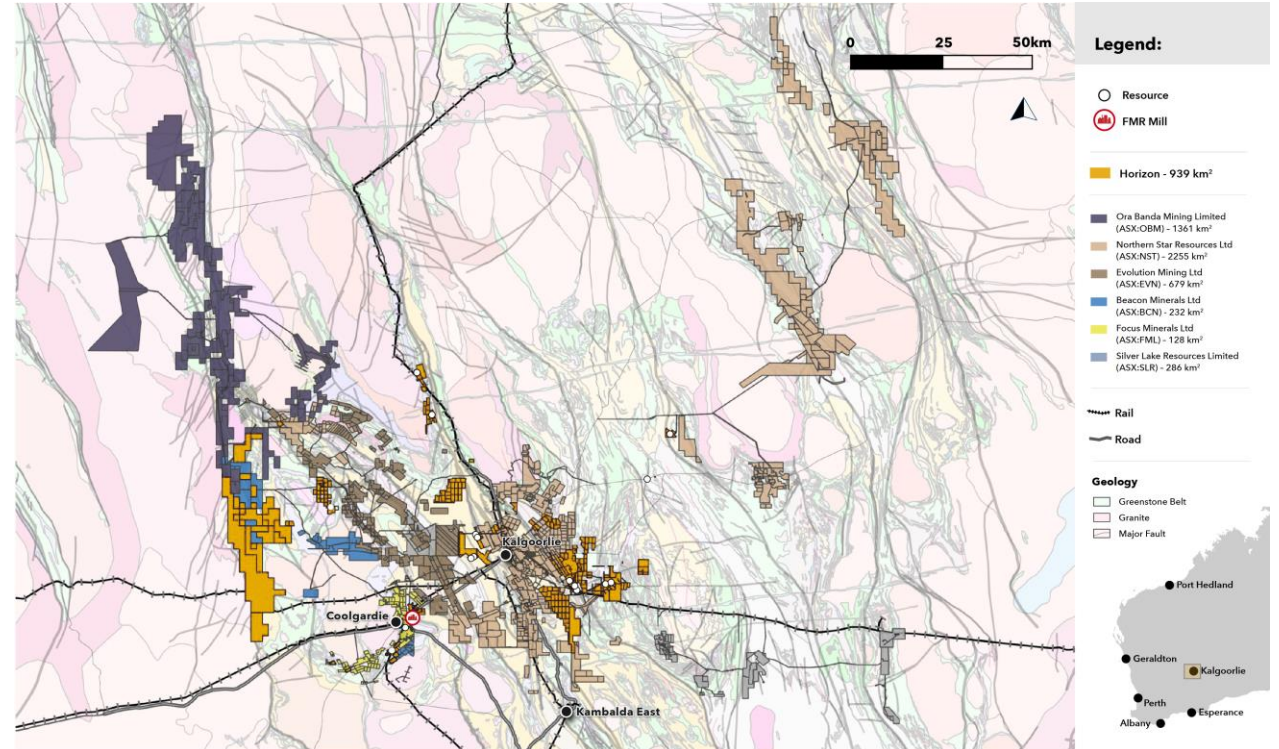 0 25 50km
Kalgoorlie
Coolgardie
Kambalda East
Legend:
Resource
FMR Mill
Horizon - 939 km²
Ora Banda Mining Limited
(ASX:OBM) - 1361 km²
Northern Star Resources Ltd
(ASX:NST) - 2255 km²
Evolution Mining Ltd
(ASX:EVN) - 679 km²
Beacon Minerals Ltd
(ASX:BCN) - 232 km²
Focus Minerals Ltd
(ASX:FML) - 128 km²
Silver Lake Resources Limited
(ASX:SLR) - 286 km²
Rail
Road
Geology
Greenstone Belt
Granite
Major Fault
Port Hedland
Geraldton
Kalgoorlie
Perth
Esperance
Albany